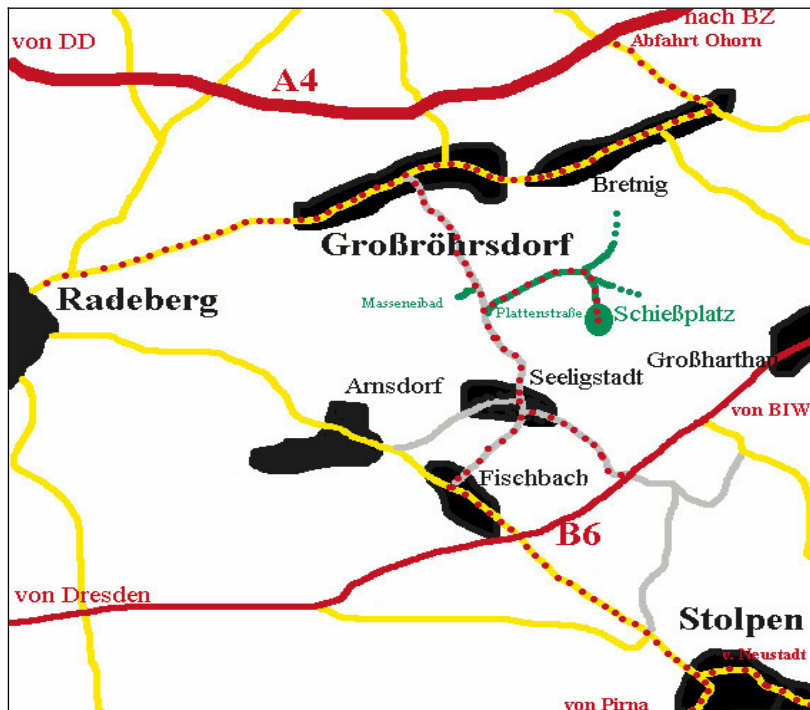 nach BZ
von DD
Abfahrt Ohorn
A4
Bretnig
Großröhrsdorf
Radeberg
Masseneibad
Plattenstraße
Schießplatz
Großharthau
Seeligstadt
Arnsdorf
von BIW
Fischbach
B6
von Dresden
Stolpen
v. Neustadt
von Pirna